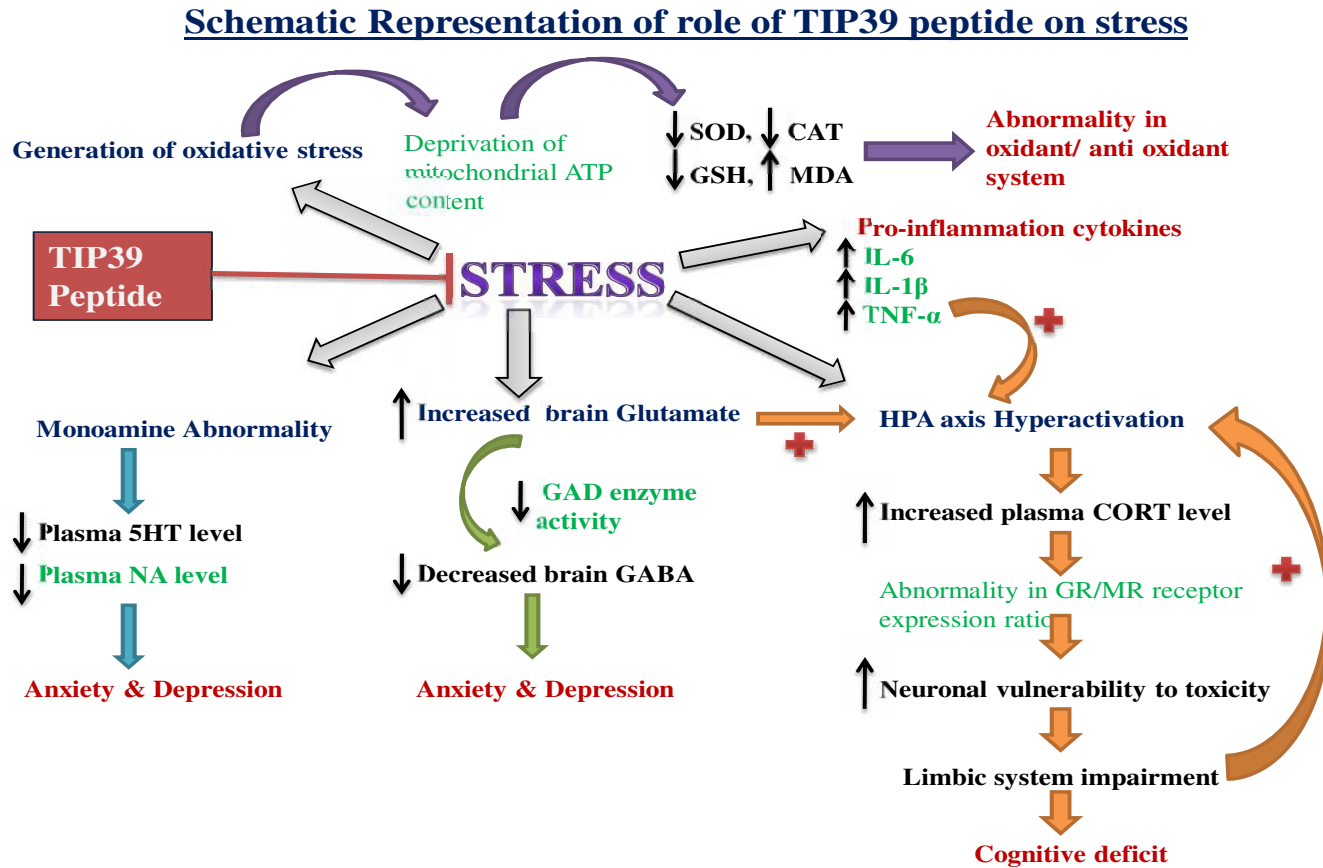 Schematic Representation of role of TIP39 peptide on stress
Generation of oxidative stress
Deprivation of
mitochondrial ATP
content
↓ SOD, ↓ CAT
↓ GSH, ↑ MDA
Abnormality in
oxidant/ anti oxidant
system
TIP39
Peptide
STRESS
Pro-inflammation cytokines
↑ IL-6
↑ IL-1β
↑ TNF-α
Monoamine Abnormality
↓ Plasma 5HT level
↓ Plasma NA level
Anxiety & Depression
↑ Increased brain Glutamate
↓ GAD enzyme
activity
↓ Decreased brain GABA
Anxiety & Depression
HPA axis Hyperactivation
↑ Increased plasma CORT level
Abnormality in GR/MR receptor
expression ratio
↑ Neuronal vulnerability to toxicity
Limbic system impairment
Cognitive deficit